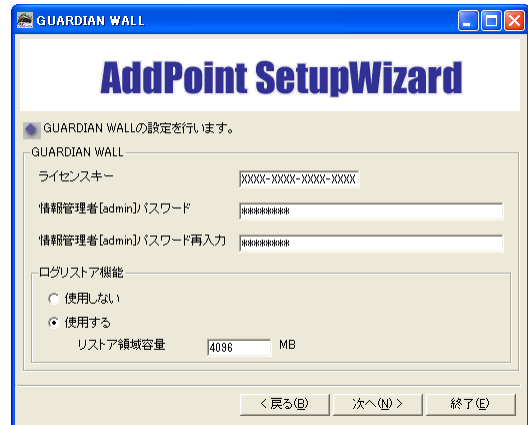 GUARDIAN WALL
AddPoint SetupWizard
GUARDIAN WALLの設定を行います。
GUARDIAN WALL
ライセンスキー
XXXX-XXXX-XXXX-XXXX
情報管理者[admin]パスワード
********
情報管理者[admin]パスワード再入力
********
ログリストア機能
使用しない
使用する
リストア領域容量 4096 MB
< 戻る(B) 次へ(N) > 終了(E)